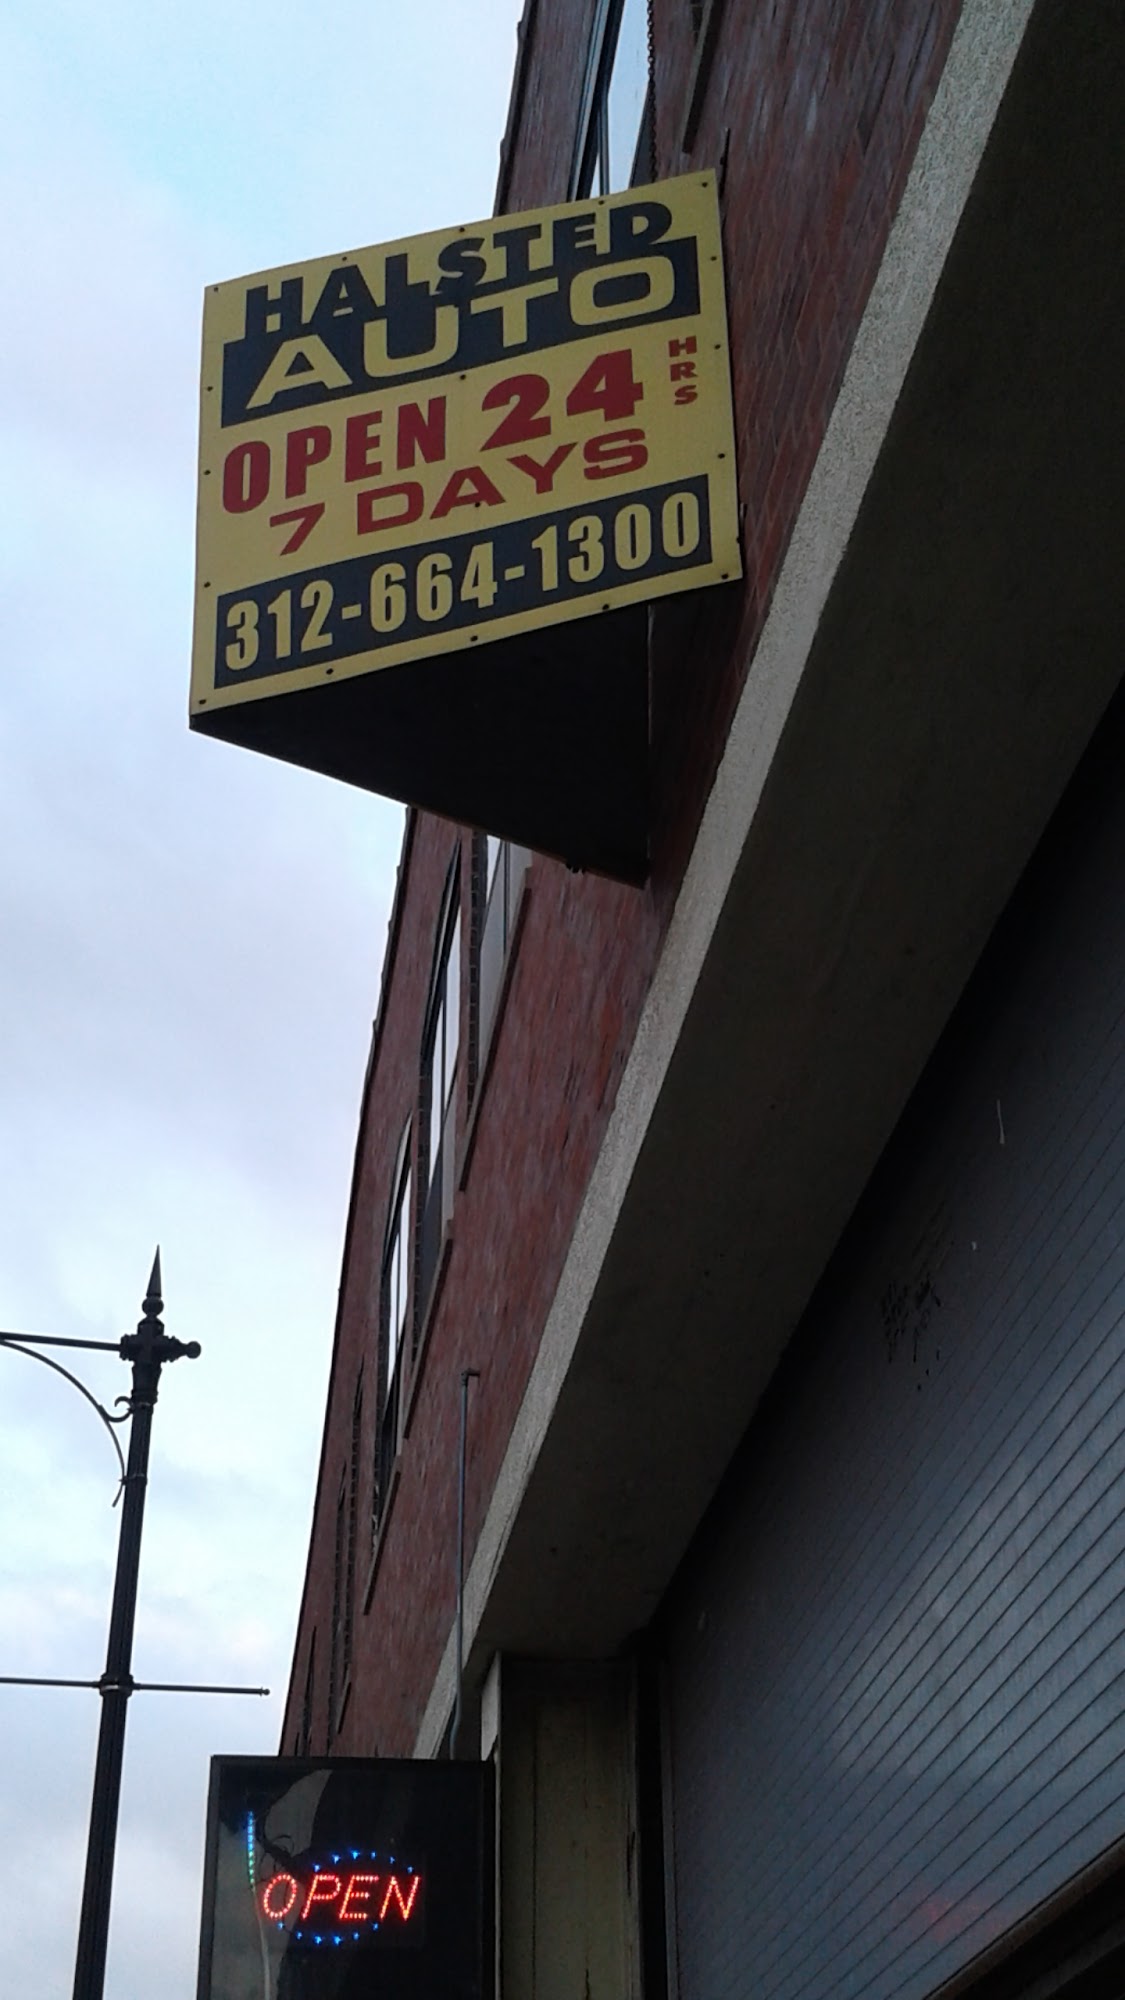 HALSTED
AUTO
OPEN 24 HRS
7 DAYS
312-664-1300
OPEN